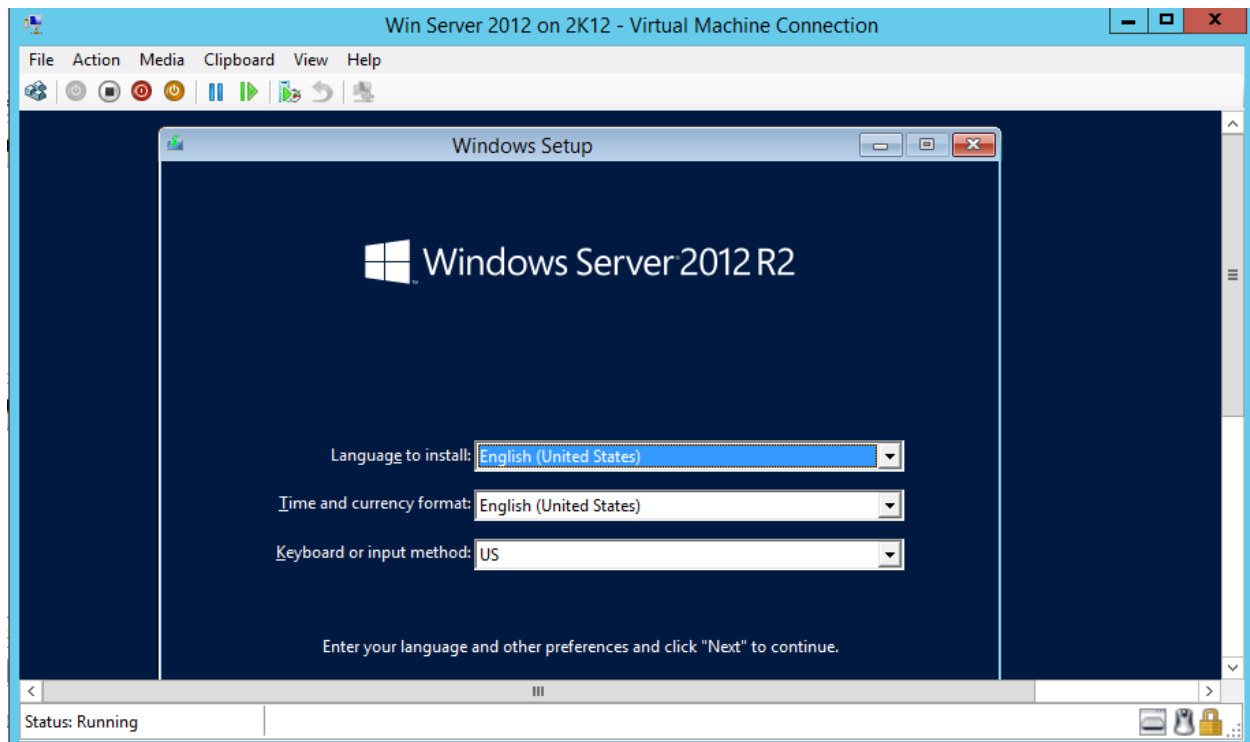 Win Server 2012 on 2K12 - Virtual Machine Connection
File Action Media Clipboard View Help
Windows Setup
Windows Server 2012 R2
Language to install: English (United States)
Time and currency format: English (United States)
Keyboard or input method: US
Enter your language and other preferences and click "Next" to continue.
Status: Running